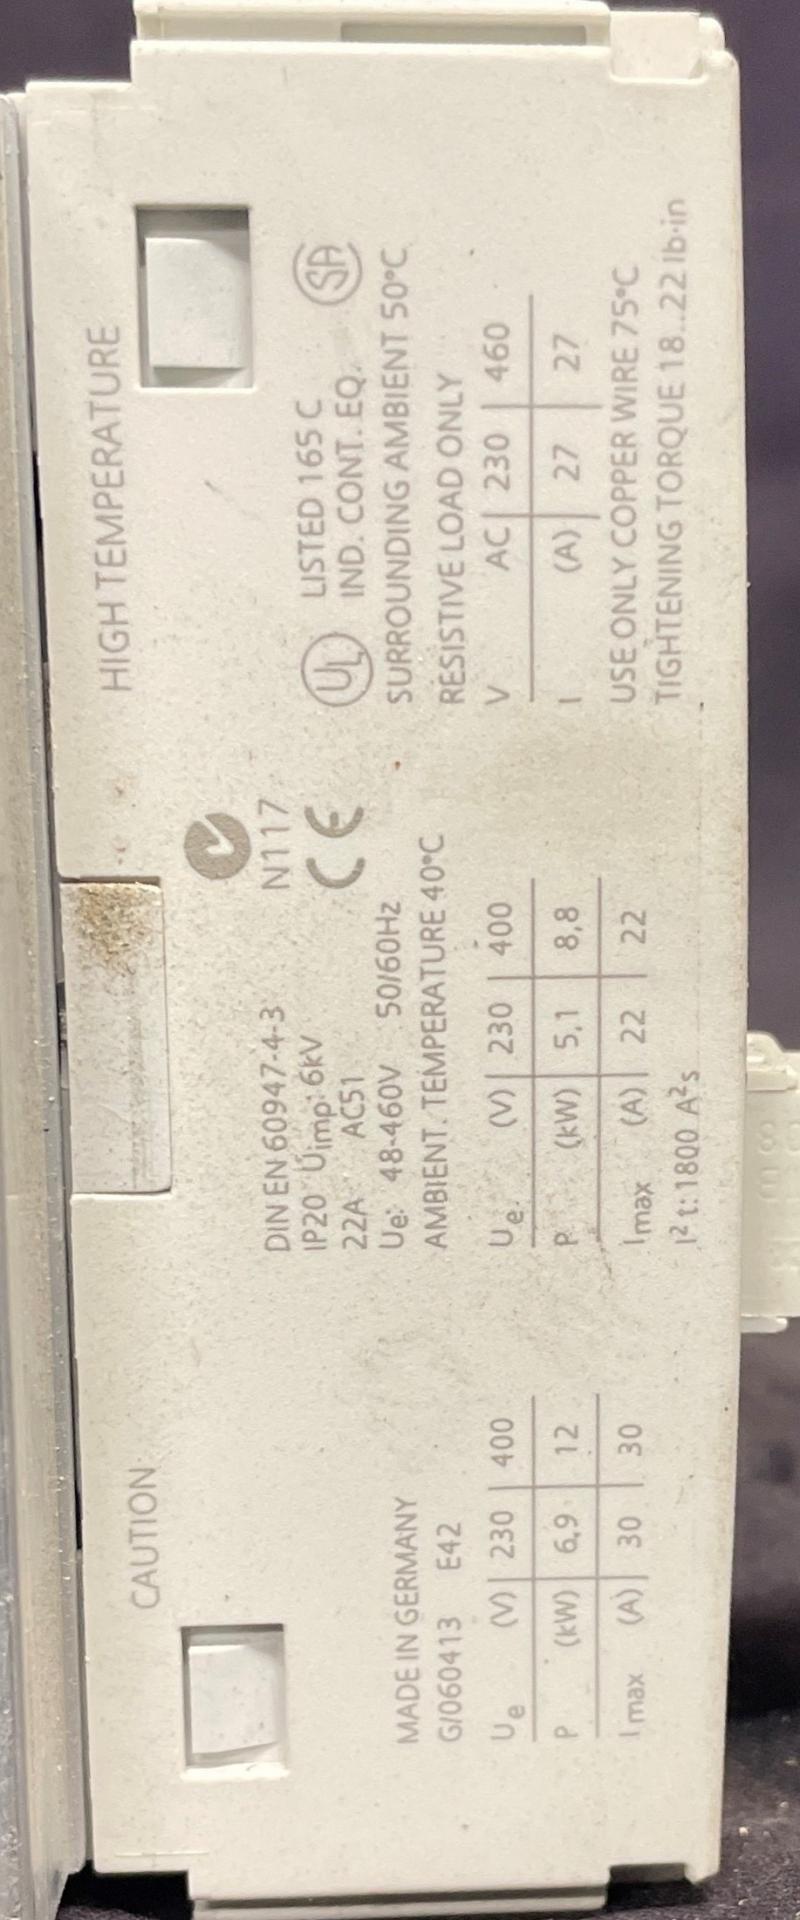 CAUTION
HIGH TEMPERATURE
MADE IN GERMANY
G/060413 E42
Ue (V) 230 400
P (kW) 6,9 12
Imax (A) 30 30
N117
CE
DIN EN 60947-4-3
IP20 Uimp: 6kV
22A AC51
Ue: 48-460V 50/60Hz
AMBIENT. TEMPERATURE 40°C
Ue (V) 230 400
P (kW) 5,1 8,8
Imax (A) 22 22
I² t: 1800 A²s
UL LISTED 165 C SA
IND. CONT. EQ.
SURROUNDING AMBIENT 50°C
RESISTIVE LOAD ONLY
V AC 230 460
I (A) 27 27
USE ONLY COPPER WIRE 75°C
TIGHTENING TORQUE 18..22 lb·in